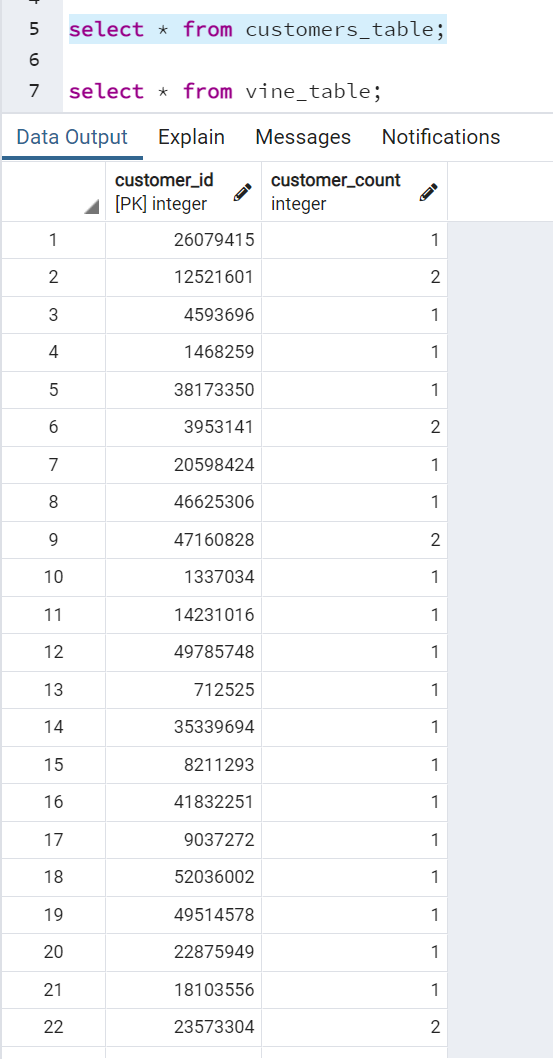 5 select * from customers_table;
6
7 select * from vine_table;
Data Output Explain Messages Notifications
customer_id customer_count
[PK] integer integer
1 26079415 1
2 12521601 2
3 4593696 1
4 1468259 1
5 38173350 1
6 3953141 2
7 20598424 1
8 46625306 1
9 47160828 2
10 1337034 1
11 14231016 1
12 49785748 1
13 712525 1
14 35339694 1
15 8211293 1
16 41832251 1
17 9037272 1
18 52036002 1
19 49514578 1
20 22875949 1
21 18103556 1
22 23573304 2